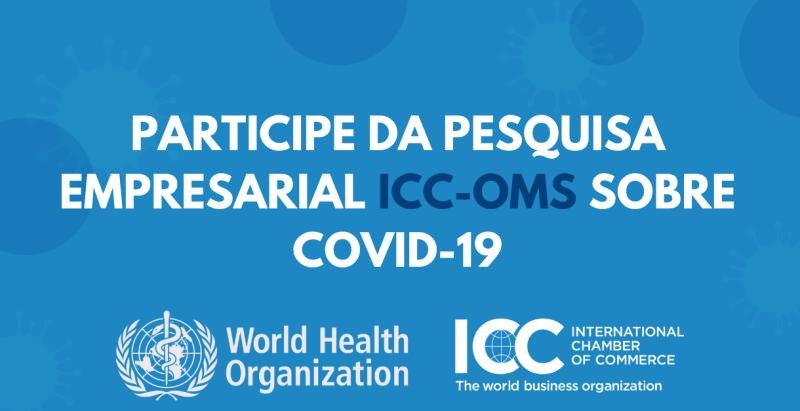 PARTICIPE DA PESQUISA
EMPRESARIAL ICC-OMS SOBRE
COVID-19
World Health
Organization
ICC
INTERNATIONAL
CHAMBER
OF COMMERCE
The world business organization